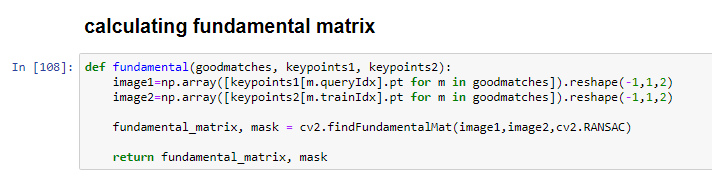 calculating fundamental matrix
In [108]: def fundamental(goodmatches, keypoints1, keypoints2):
    image1=np.array([keypoints1[m.queryIdx].pt for m in goodmatches]).reshape(-1,1,2)
    image2=np.array([keypoints2[m.trainIdx].pt for m in goodmatches]).reshape(-1,1,2)
    fundamental_matrix, mask = cv2.findFundamentalMat(image1,image2,cv2.RANSAC)
    return fundamental_matrix, mask